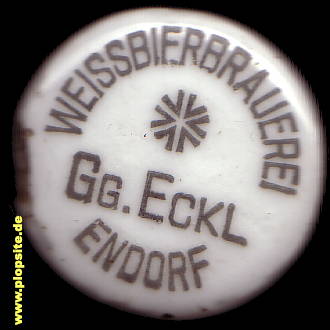 WEISSBIERBRAUEREI
GG. ECKL
ENDORF
www.plopsite.de